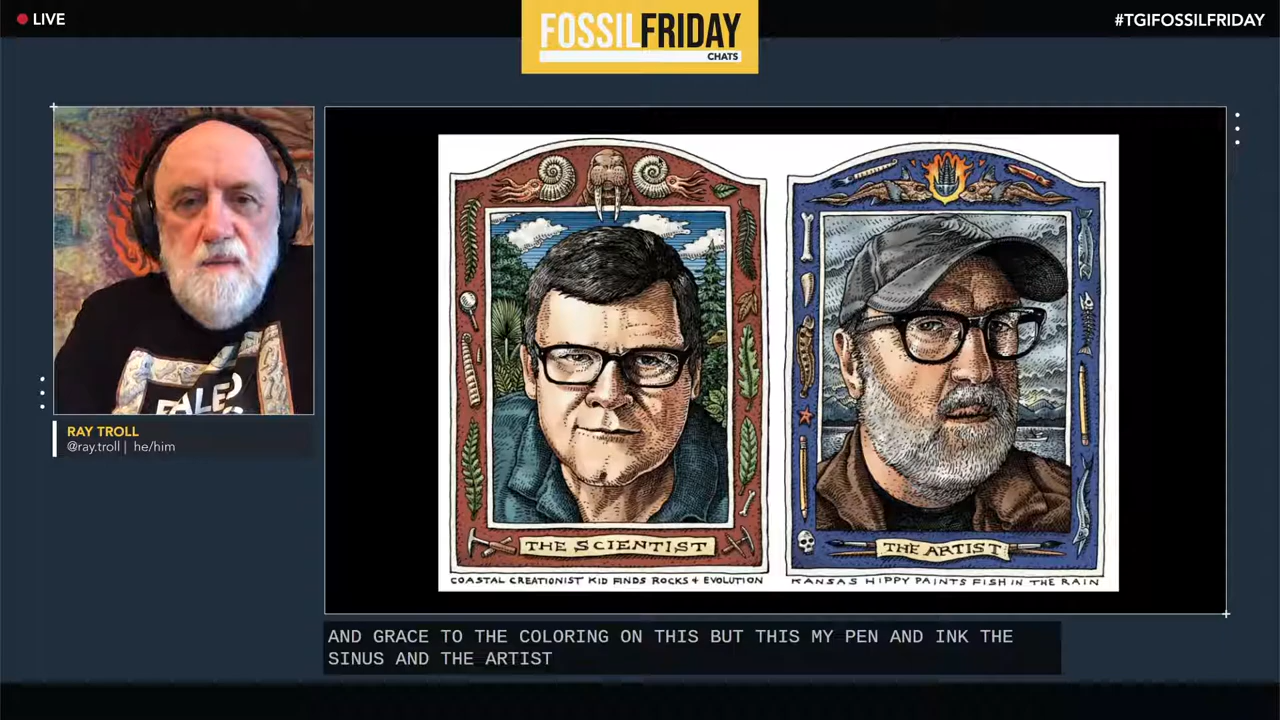 LIVE
FOSSILFRIDAY
CHATS
#TGIFOSSILFRIDAY
RAY TROLL
@ray.troll | he/him
THE SCIENTIST
COASTAL CREATIONIST KID FINDS ROCKS + EVOLUTION
THE ARTIST
KANSAS HIPPY PAINTS FISH IN THE RAIN
AND GRACE TO THE COLORING ON THIS BUT THIS MY PEN AND INK THE
SINUS AND THE ARTIST